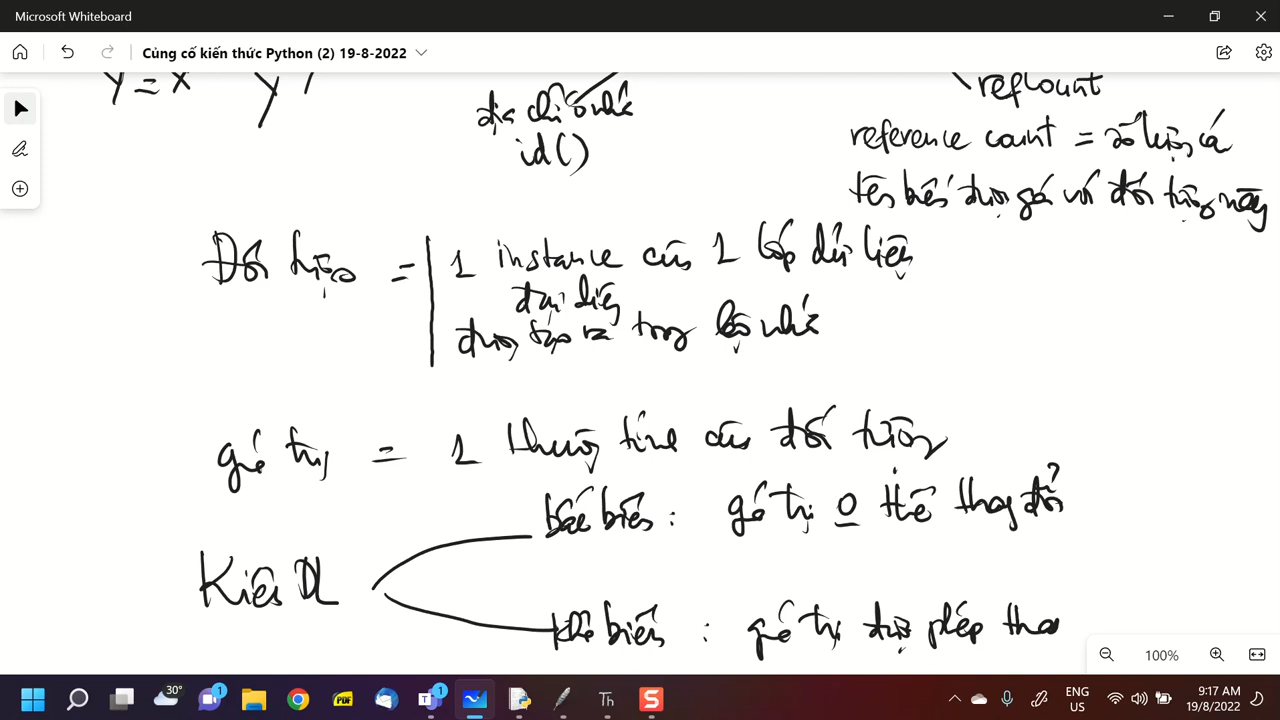 Microsoft Whiteboard
Củng cố kiến thức Python (2) 19-8-2022
y = x y
refcount
địa chỉ ô nhớ
id()
reference count = số lượng các
tên biến được gán với đối tượng này
Đối tượng = 1 instance của 1 lớp dữ liệu
đại diện
được tạo ra trong bộ nhớ
giá trị = 1 thuộc tính của đối tượng
bất biến : giá trị 0 thể thay đổi
Kiểu DL
khả biến : giá trị được phép thay
100%
30°
1
PDF
1
Th
S
ENG
US
9:17 AM
19/8/2022